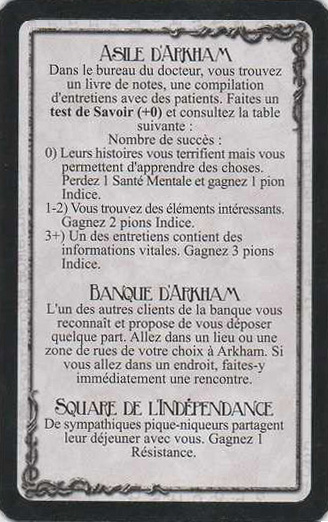 ASILE D'ARKHAM
Dans le bureau du docteur, vous trouvez
un livre de notes, une compilation
d'entretiens avec des patients. Faites un
test de Savoir (+0) et consultez la table
suivante :
Nombre de succès :
0) Leurs histoires vous terrifient mais vous
permettent d'apprendre des choses.
Perdez 1 Santé Mentale et gagnez 1 pion
Indice.
1-2) Vous trouvez des éléments intéressants.
Gagnez 2 pions Indice.
3+) Un des entretiens contient des
informations vitales. Gagnez 3 pions
Indice.
BANQUE D'ARKHAM
L'un des autres clients de la banque vous
reconnaît et propose de vous déposer
quelque part. Allez dans un lieu ou une
zone de rues de votre choix à Arkham. Si
vous allez dans un endroit, faites-y
immédiatement une rencontre.
SQUARE DE L'INDÉPENDANCE
De sympathiques pique-niqueurs partagent
leur déjeuner avec vous. Gagnez 1
Résistance.